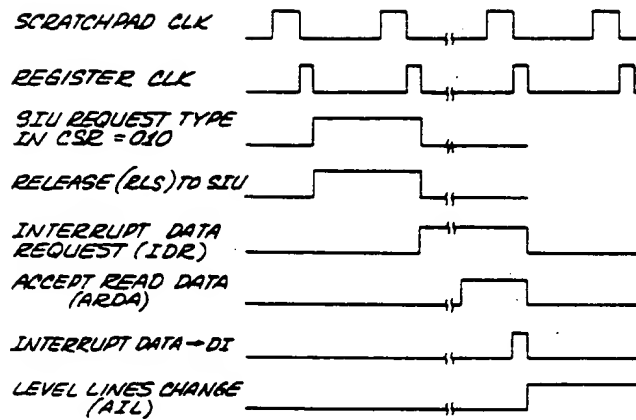 SCRATCHPAD CLK
REGISTER CLK
SIU REQUEST TYPE
IN CSR = 010
RELEASE (RLS) TO SIU
INTERRUPT DATA
REQUEST (IDR)
ACCEPT READ DATA
(ARDA)
INTERRUPT DATA→DI
LEVEL LINES CHANGE
(AIL)